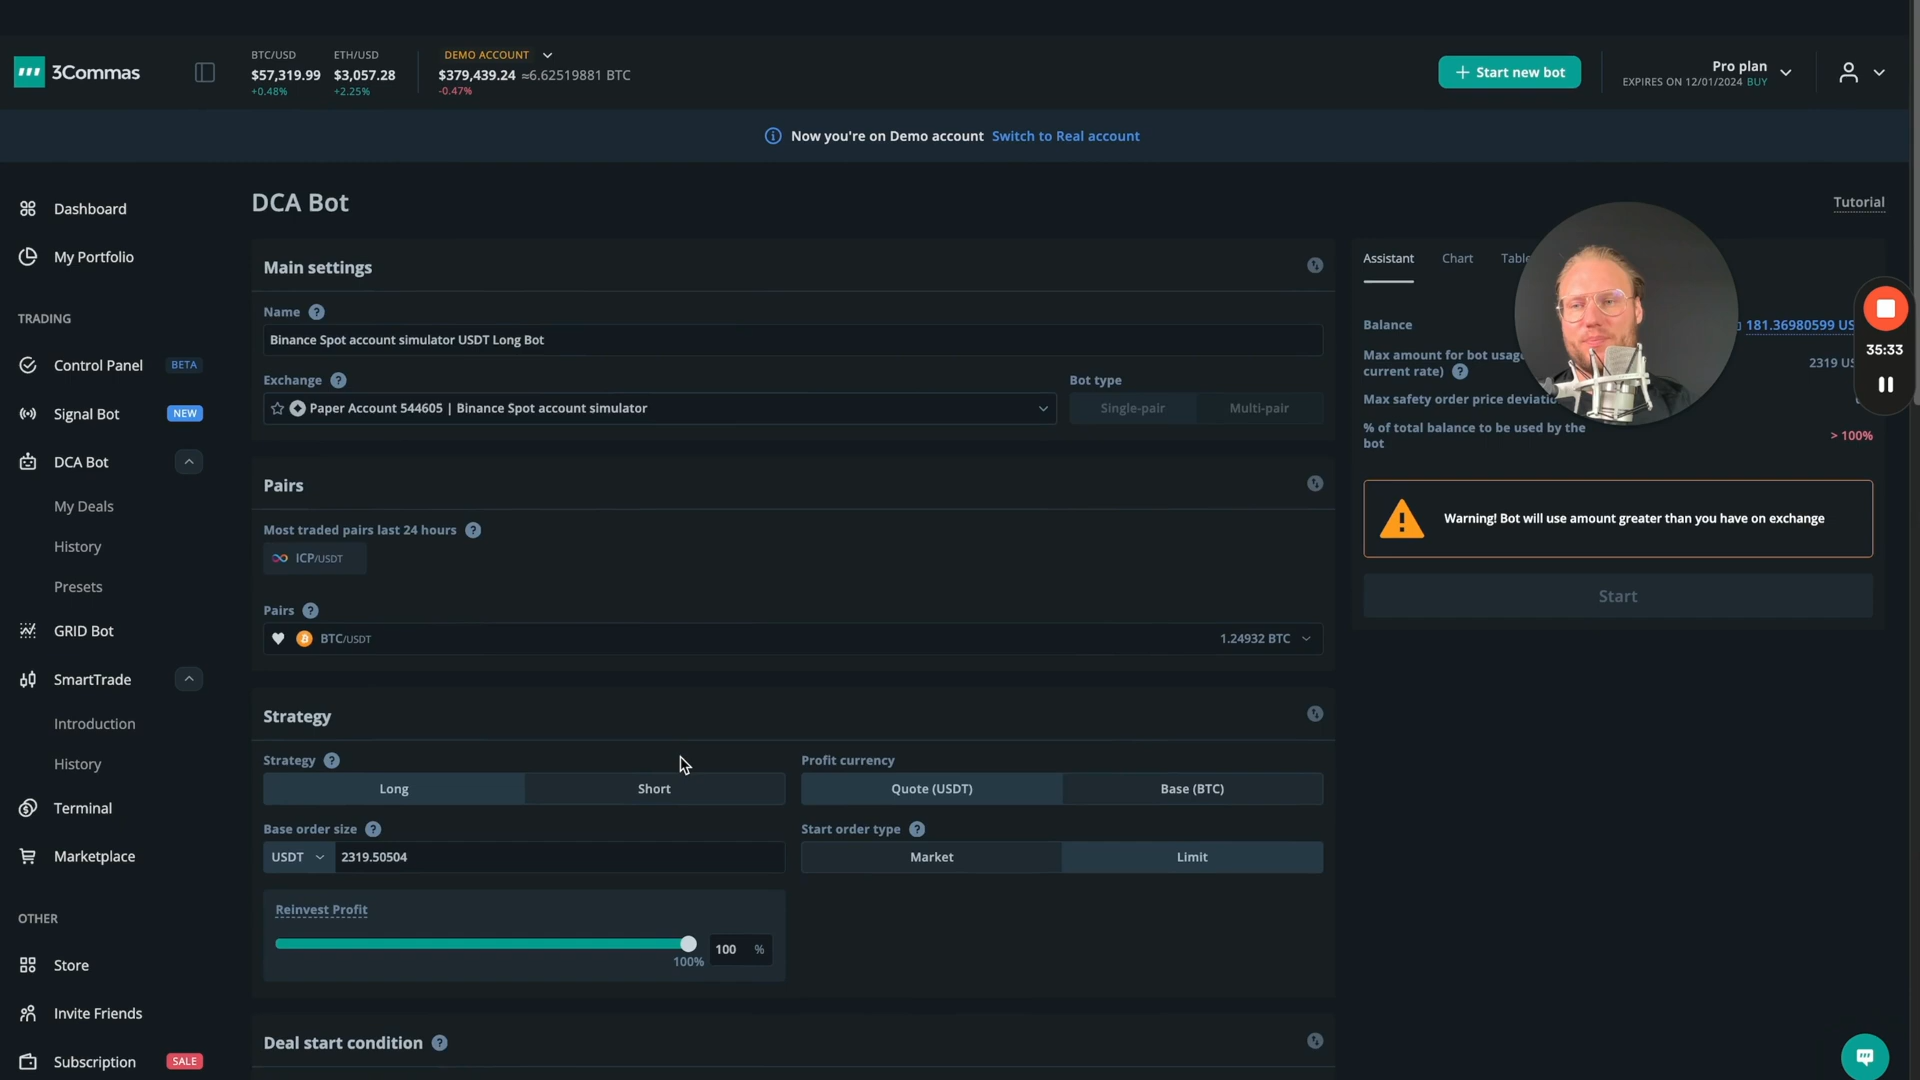 3Commas
BTC/USD
$57,319.99
+0.48%
ETH/USD
$3,057.28
+2.25%
DEMO ACCOUNT
$379,439.24 ≈6.62519881 BTC
-0.47%
+ Start new bot
Pro plan
EXPIRES ON 12/01/2024 BUY
Now you're on Demo account Switch to Real account
Dashboard
My Portfolio
TRADING
Control Panel BETA
Signal Bot NEW
DCA Bot
My Deals
History
Presets
GRID Bot
SmartTrade
Introduction
History
Terminal
Marketplace
OTHER
Store
Invite Friends
Subscription SALE
DCA Bot
Tutorial
Main settings
Name ?
Binance Spot account simulator USDT Long Bot
Exchange ?
Bot type
Paper Account 544605 | Binance Spot account simulator
Single-pair
Multi-pair
Pairs
Most traded pairs last 24 hours ?
ICP/USDT
Pairs ?
BTC/USDT
1.24932 BTC
Strategy
Strategy ?
Profit currency
Long
Short
Quote (USDT)
Base (BTC)
Base order size ?
Start order type ?
USDT
2319.50504
Market
Limit
Reinvest Profit
100 %
100%
Deal start condition ?
Assistant
Chart
Balance
181.36980599 US
Max amount for bot usag
current rate) ?
2319 US
Max safety order price deviatio
% of total balance to be used by the
bot
> 100%
Warning! Bot will use amount greater than you have on exchange
Start
35:33